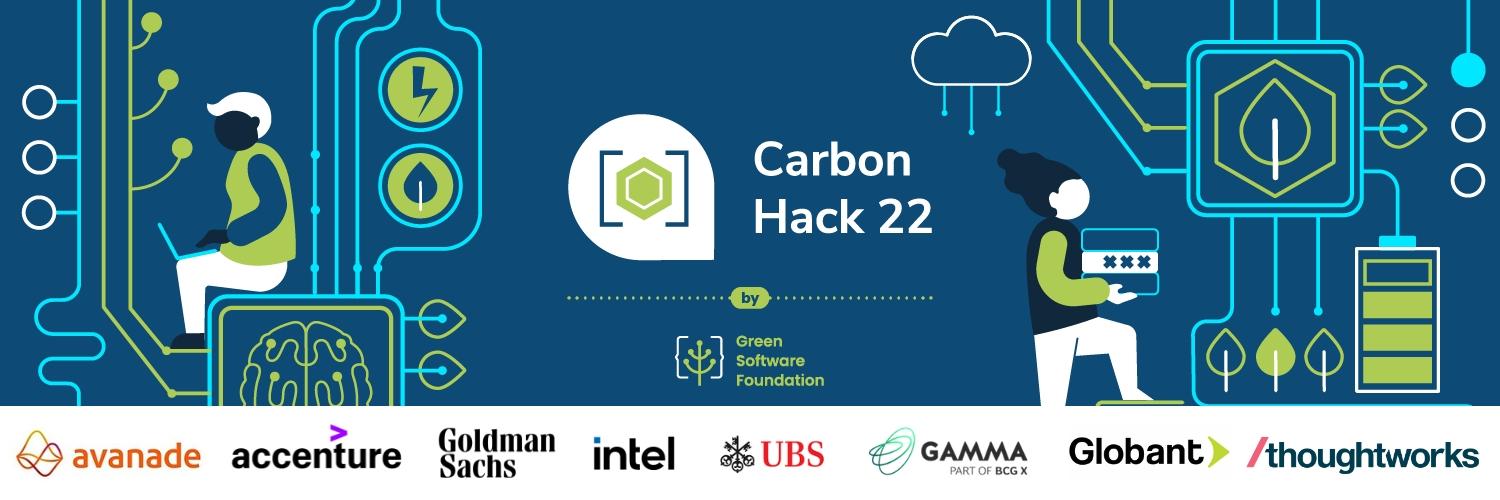 Carbon
Hack 22
by
Green
Software
Foundation
avanade
accenture
Goldman
Sachs
intel
UBS
GAMMA
PART OF BCG X
Globant
/thoughtworks